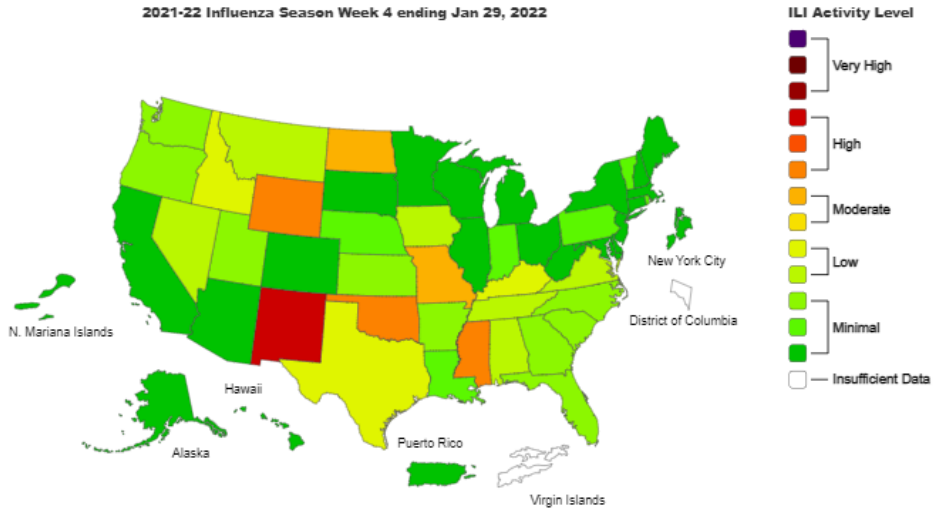 2021-22 Influenza Season Week 4 ending Jan 29, 2022
ILI Activity Level
Very High
High
Moderate
Low
Minimal
Insufficient Data
New York City
District of Columbia
N. Mariana Islands
Hawaii
Alaska
Puerto Rico
Virgin Islands